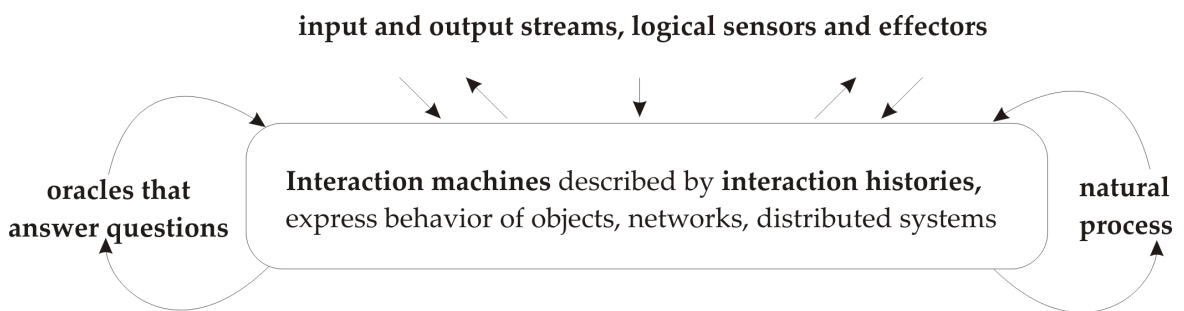 input and output streams, logical sensors and effectors
oracles that
answer questions
Interaction machines described by interaction histories,
express behavior of objects, networks, distributed systems
natural
process